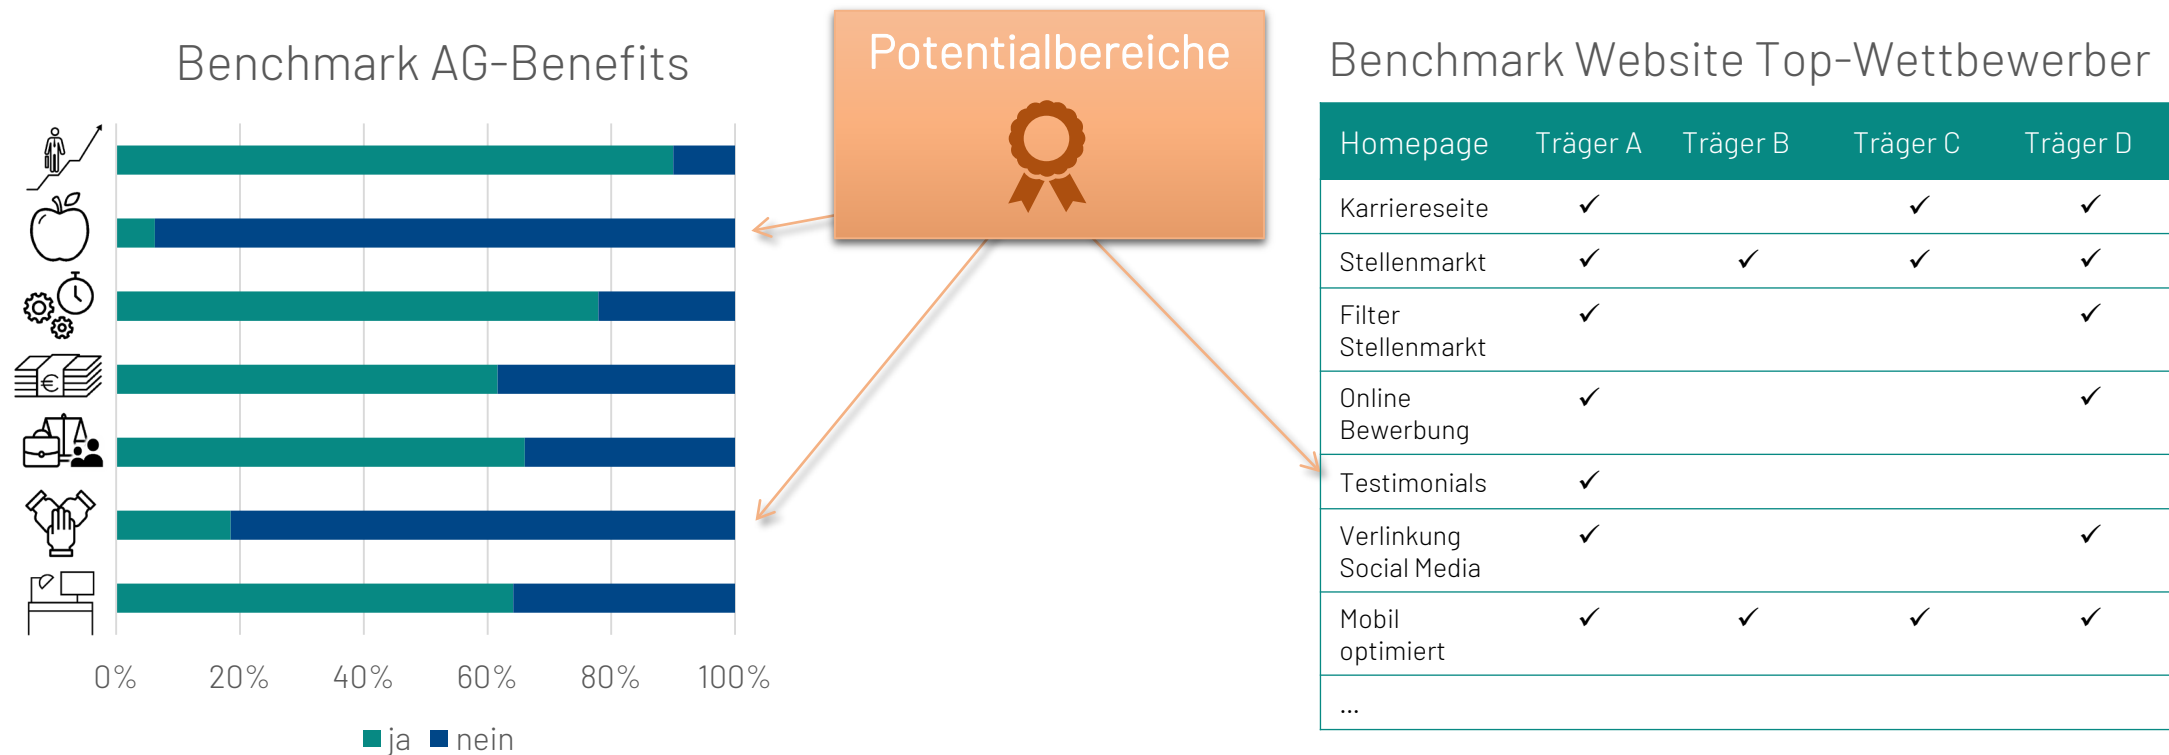 Benchmark AG-Benefits
€
0% 20% 40% 60% 80% 100%
ja nein
Potentialbereiche
Benchmark Website Top-Wettbewerber
Homepage Träger A Träger B Träger C Träger D
Karriereseite ✓ ✓ ✓
Stellenmarkt ✓ ✓ ✓ ✓
Filter ✓ ✓
Stellenmarkt
Online ✓ ✓
Bewerbung
Testimonials ✓
Verlinkung ✓ ✓
Social Media
Mobil ✓ ✓ ✓ ✓
optimiert
...